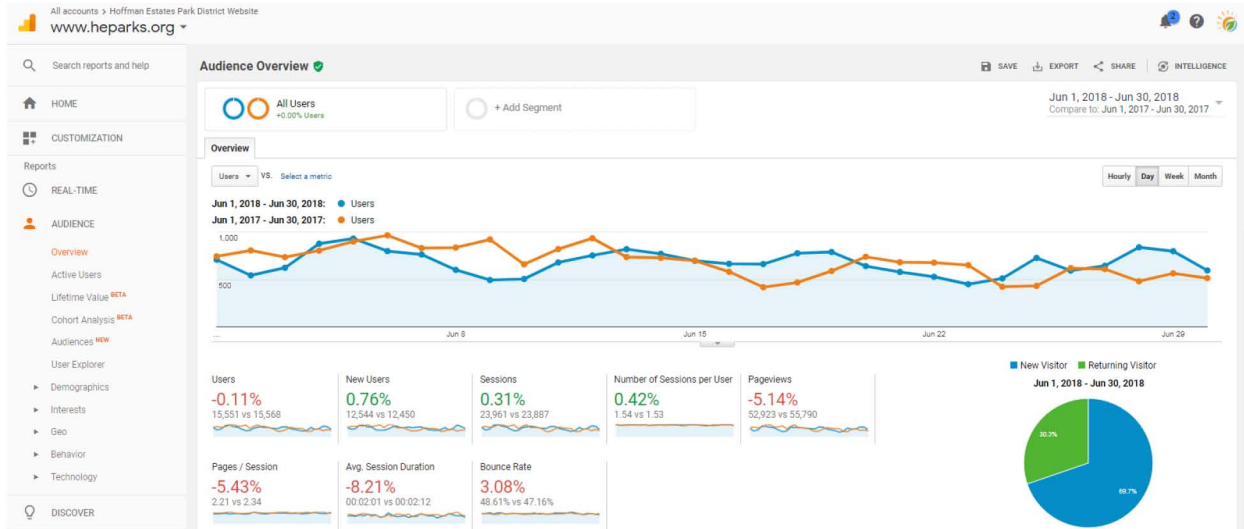 All accounts > Hoffman Estates Park District Website
www.heparks.org
2
Search reports and help
HOME
CUSTOMIZATION
Reports
REAL-TIME
AUDIENCE
Overview
Active Users
Lifetime Value BETA
Cohort Analysis BETA
Audiences NEW
User Explorer
Demographics
Interests
Geo
Behavior
Technology
DISCOVER
Audience Overview
SAVE EXPORT SHARE INTELLIGENCE
All Users
+0.00% Users
+ Add Segment
Jun 1, 2018 - Jun 30, 2018
Compare to: Jun 1, 2017 - Jun 30, 2017
Overview
Users VS. Select a metric
Hourly Day Week Month
Jun 1, 2018 - Jun 30, 2018: Users
Jun 1, 2017 - Jun 30, 2017: Users
1,000
500
... Jun 8 Jun 15 Jun 22 Jun 29
Users
-0.11%
15,551 vs 15,568
New Users
0.76%
12,544 vs 12,450
Sessions
0.31%
23,961 vs 23,887
Number of Sessions per User
0.42%
1.54 vs 1.53
Pageviews
-5.14%
52,923 vs 55,790
Pages / Session
-5.43%
2.21 vs 2.34
Avg. Session Duration
-8.21%
00:02:01 vs 00:02:12
Bounce Rate
3.08%
48.61% vs 47.16%
New Visitor Returning Visitor
Jun 1, 2018 - Jun 30, 2018
30.3%
69.7%